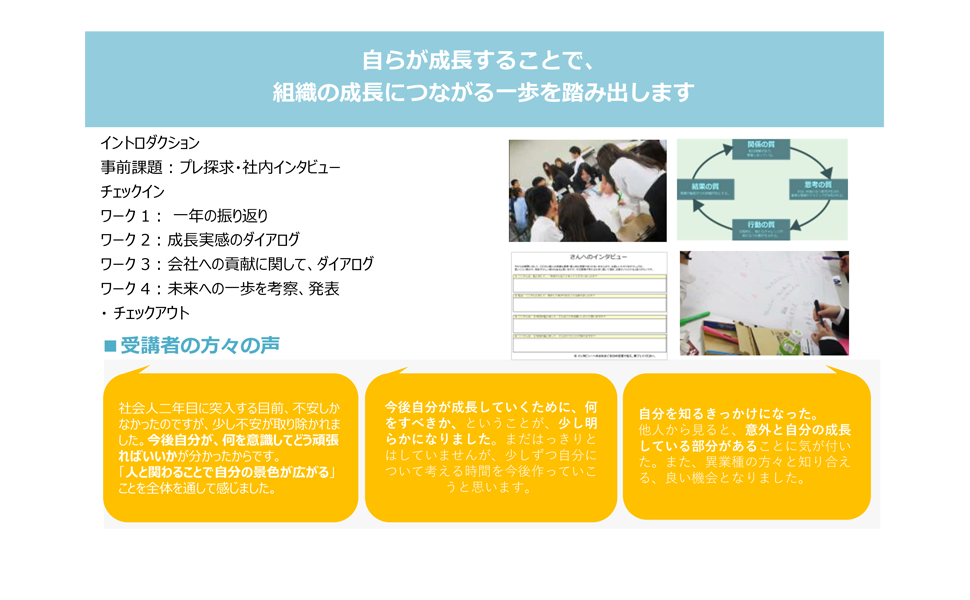 自らが成長することで、
組織の成長につながる一歩を踏み出します
イントロダクション
事前課題：プレ探求・社内インタビュー
チェックイン
ワーク１： 一年の振り返り
ワーク２：成長実感のダイアログ
ワーク３：会社への貢献に関して、ダイアログ
ワーク４：未来への一歩を考察、発表
・チェックアウト
関係の質
思考の質
行動の質
結果の質
さんへのインタビュー
■受講者の方々の声
社会人二年目に突入する目前、不安しか
なかったのですが、少し不安が取り除かれま
した。今後自分が、何を意識してどう頑張
ればいいかが分かったからです。
「人と関わることで自分の景色が広がる」
ことを全体を通して感じました。
今後自分が成長していくために、何
をすべきか、ということが、少し明
らかになりました。まだはっきりと
はしていませんが、少しずつ自分に
ついて考える時間を今後作っていこ
うと思います。
自分を知るきっかけになった。
他人から見ると、意外と自分の成長
している部分があることに気が付い
た。また、異業種の方々と知り合え
る、良い機会となりました。